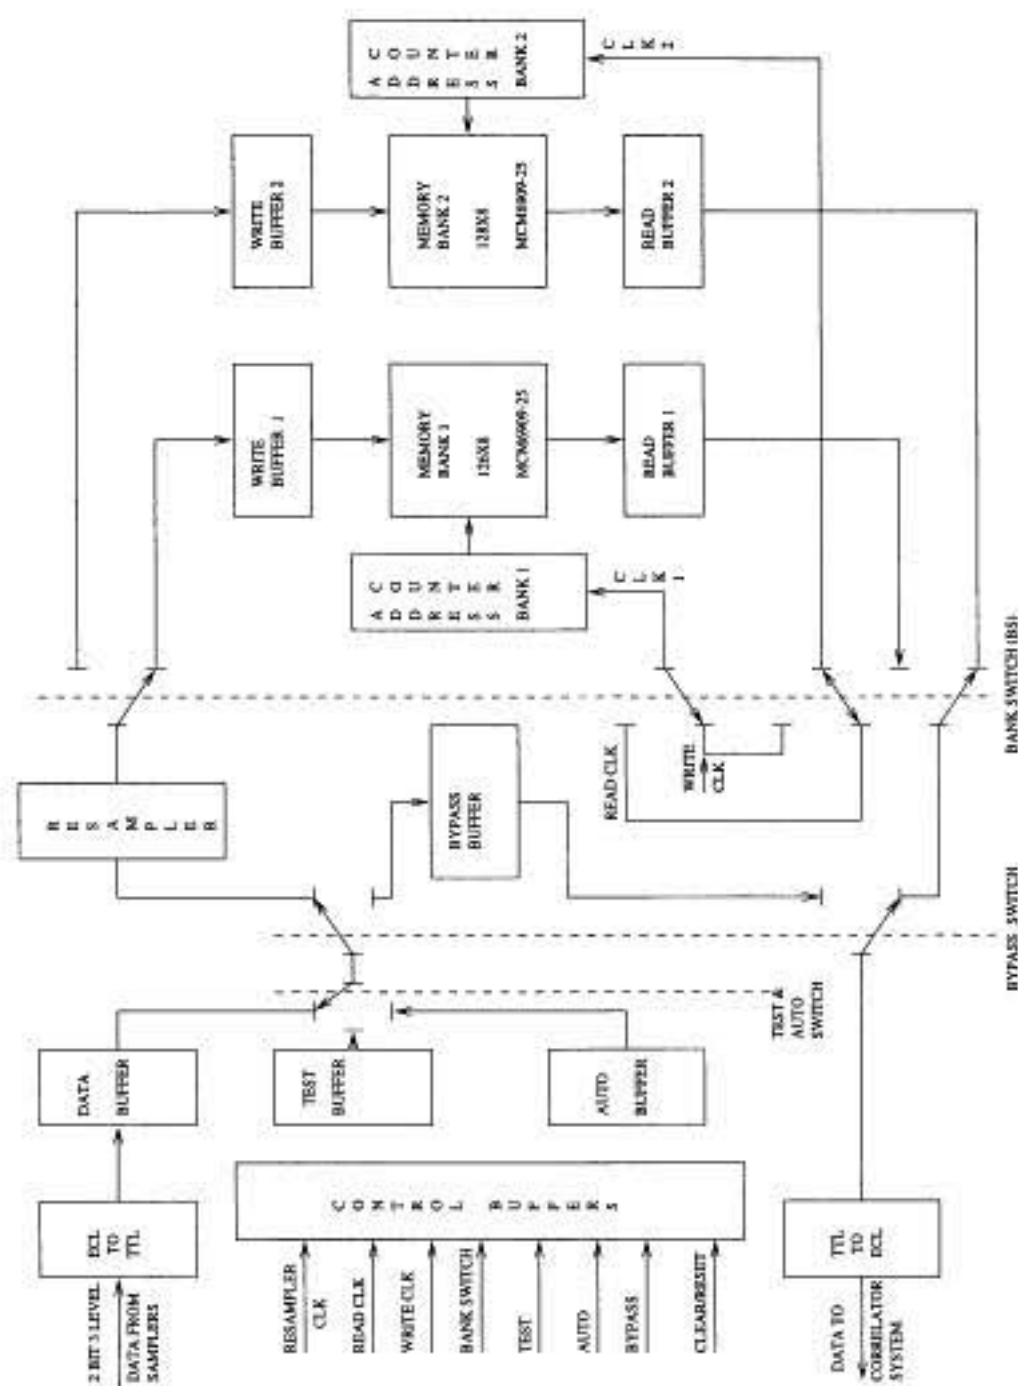 2 BIT 3 LEVEL
DATA FROM
SAMPLERS
ECL
TO
TTL
DATA
BUFFER
RESAMPLER
RESAMPLER
CLK
READ CLK
WRITE CLK
BANK SWITCH
TEST
AUTO
BYPASS
CLEAR/RESET
CONTROL BUFFERS
TEST
BUFFER
AUTO
BUFFER
TEST &
AUTO
SWITCH
BYPASS
BUFFER
READ CLK
WRITE
CLK
WRITE
BUFFER 1
WRITE
BUFFER 2
ADDRESS
COUNTER
BANK 1
CLK 1
MEMORY
BANK 1
128X8
MCM6909-25
MEMORY
BANK 2
128X8
MCM6909-25
ADDRESS
COUNTER
BANK 2
CLK 2
READ
BUFFER 1
READ
BUFFER 2
TTL
TO
ECL
DATA TO
CORRELATOR
SYSTEM
BYPASS SWITCH
BANK SWITCH (BS)